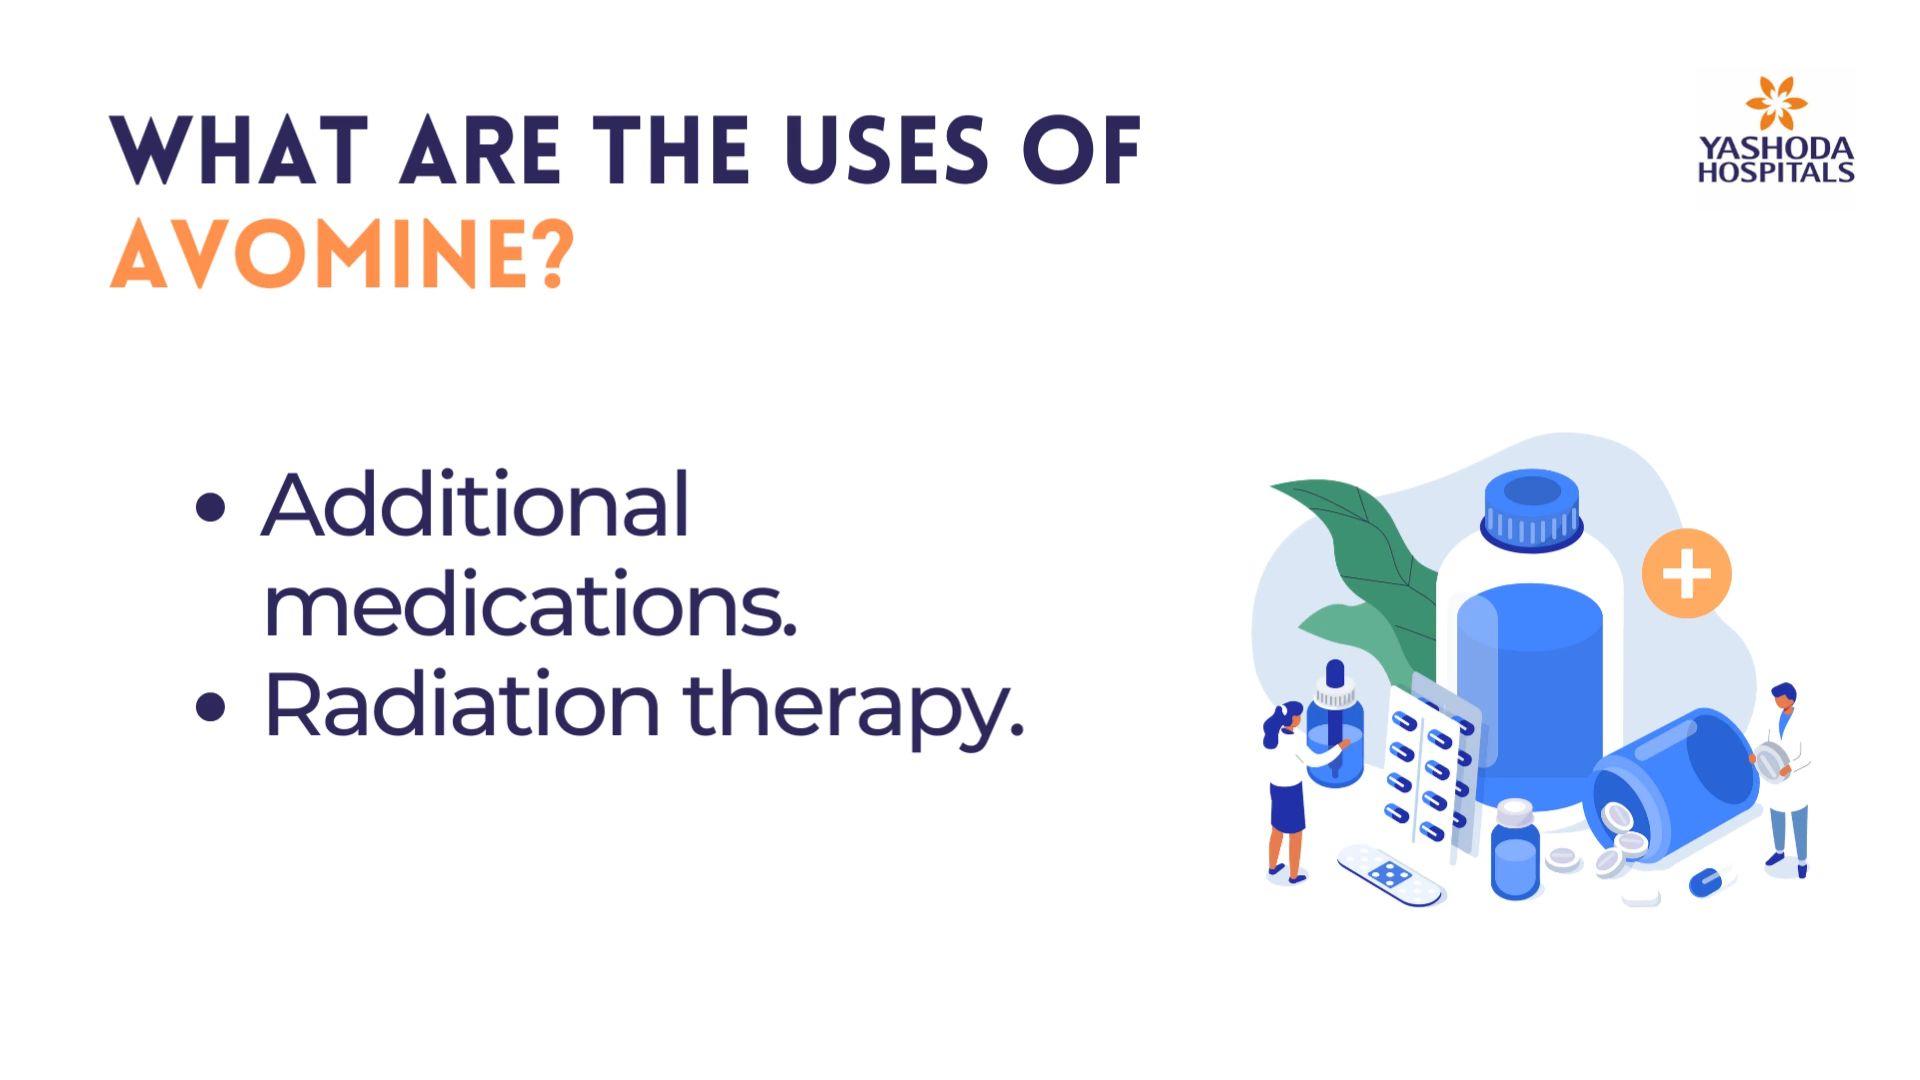 WHAT ARE THE USES OF
AVOMINE?
YASHODA
HOSPITALS
• Additional
medications.
• Radiation therapy.